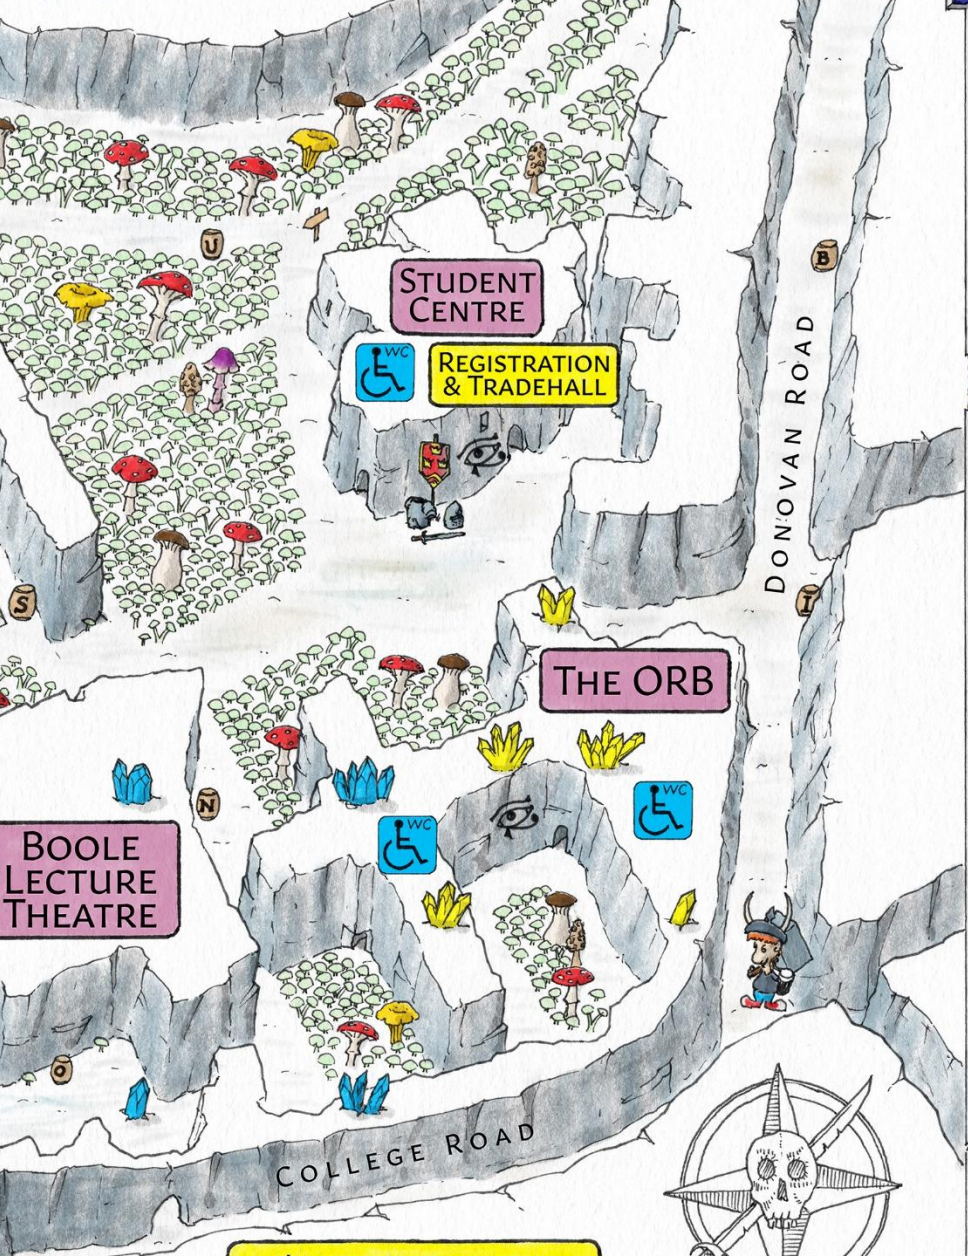 U
B
STUDENT
CENTRE
WC
REGISTRATION
& TRADEHALL
DONOVAN ROAD
S
I
THE ORB
N
WC
WC
BOOLE
LECTURE
THEATRE
O
COLLEGE ROAD